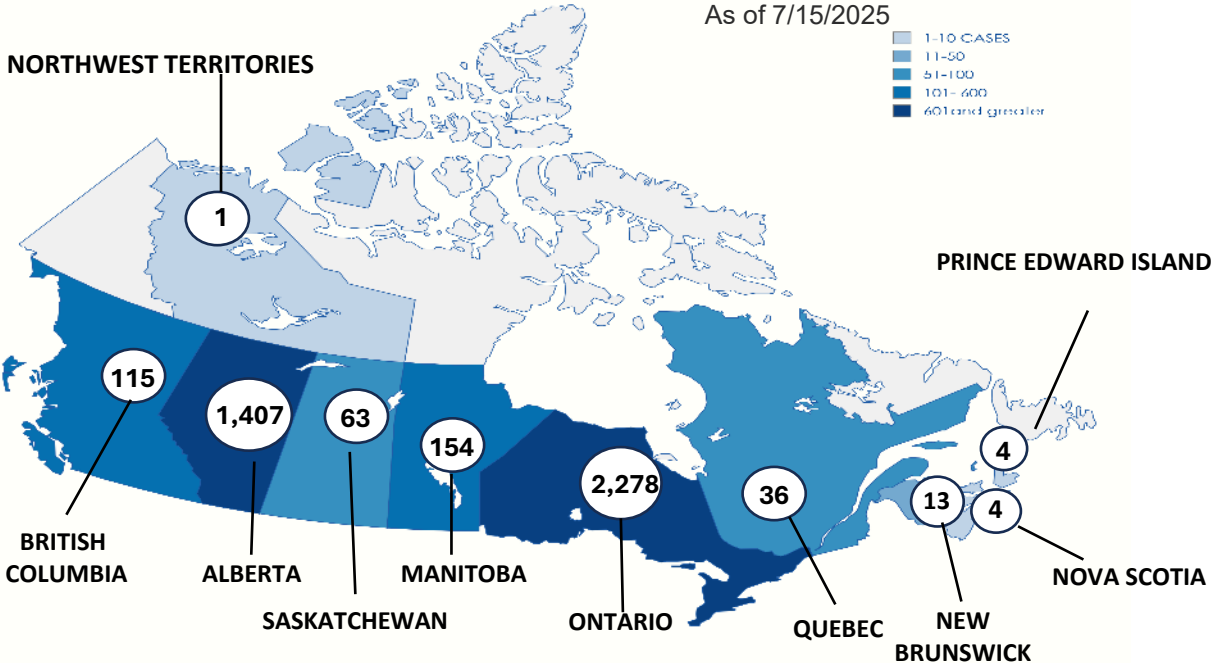 As of 7/15/2025
1-10 CASES
11-50
51-100
101- 600
601and greater
NORTHWEST TERRITORIES
1
PRINCE EDWARD ISLAND
115
1,407
63
154
2,278
36
4
13
4
BRITISH
COLUMBIA
ALBERTA
MANITOBA
NOVA SCOTIA
SASKATCHEWAN
ONTARIO
QUEBEC
NEW
BRUNSWICK